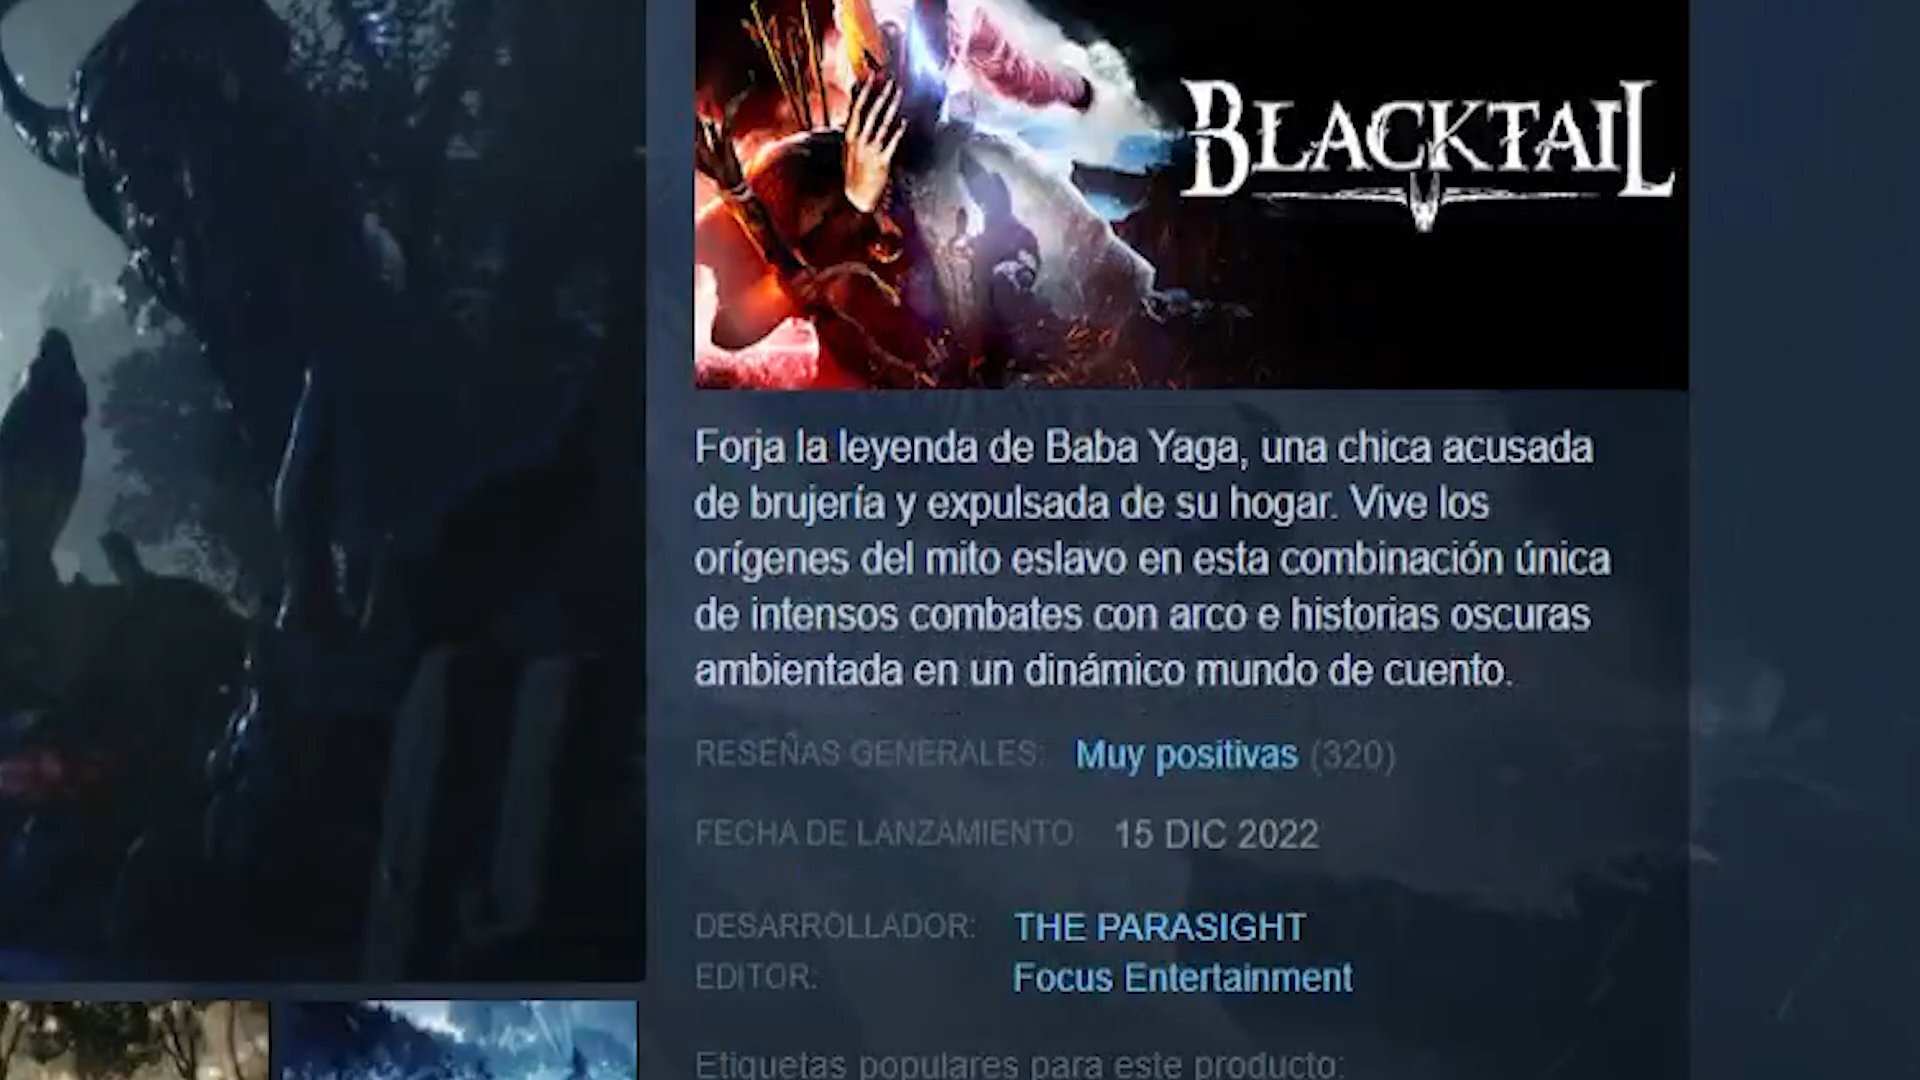 BLACKTAIL
Forja la leyenda de Baba Yaga, una chica acusada
de brujería y expulsada de su hogar. Vive los
orígenes del mito eslavo en esta combinación única
de intensos combates con arco e historias oscuras
ambientada en un dinámico mundo de cuento.
RESEÑAS GENERALES: Muy positivas (320)
FECHA DE LANZAMIENTO: 15 DIC 2022
DESARROLLADOR: THE PARASIGHT
EDITOR: Focus Entertainment
Etiquetas populares para este producto: